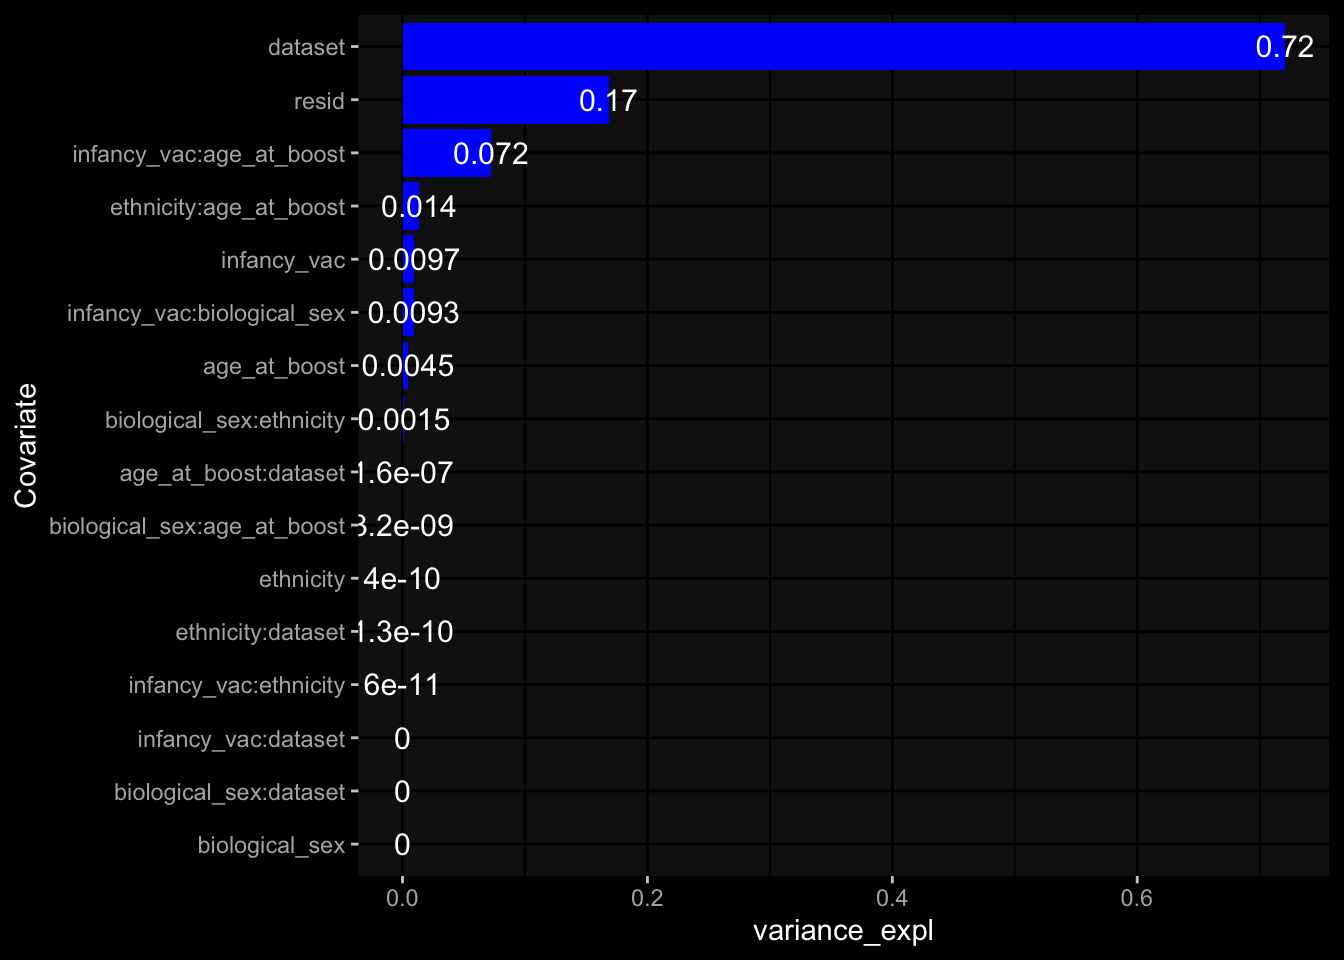 dataset 0.72
resid 0.17
infancy_vac:age_at_boost 0.072
ethnicity:age_at_boost 0.014
infancy_vac 0.0097
infancy_vac:biological_sex 0.0093
age_at_boost 0.0045
biological_sex:ethnicity 0.0015
age_at_boost:dataset 1.6e-07
biological_sex:age_at_boost 3.2e-09
ethnicity 4e-10
ethnicity:dataset 1.3e-10
infancy_vac:ethnicity 6e-11
infancy_vac:dataset 0
biological_sex:dataset 0
biological_sex 0
Covariate
0.0 0.2 0.4 0.6
variance_expl